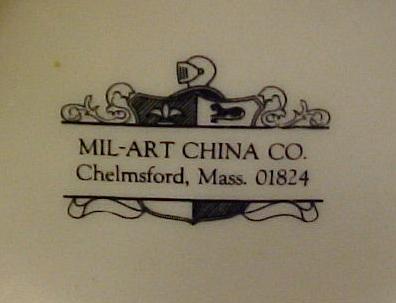 MIL-ART CHINA CO.
Chelmsford, Mass. 01824